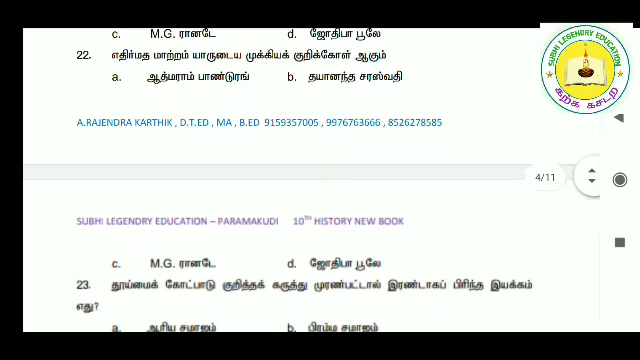 c. M.G. ரானடே d. ஜோதிபா பூலே
22. எதிர்மத மாற்றம் யாருடைய முக்கியக் குறிக்கோள் ஆகும்
a. ஆத்மராம் பாண்டுரங் b. தயானந்த சரஸ்வதி
A.RAJENDRA KARTHIK , D.T.ED , MA , B.ED 9159357005 , 9976763666 , 8526278585
4/11
SUBHI LEGENDRY EDUCATION – PARAMAKUDI 10TH HISTORY NEW BOOK
c. M.G. ரானடே d. ஜோதிபா பூலே
23. தூய்மைக் கோட்பாடு குறித்தக் கருத்து முரண்பட்டால் இரண்டாகப் பிரிந்த இயக்கம்
எது?
a. ஆரிய சமாஜம் b. பிரம்ம சமாஜம்
SUBHI LEGENDRY EDUCATION
கற்க கசடற